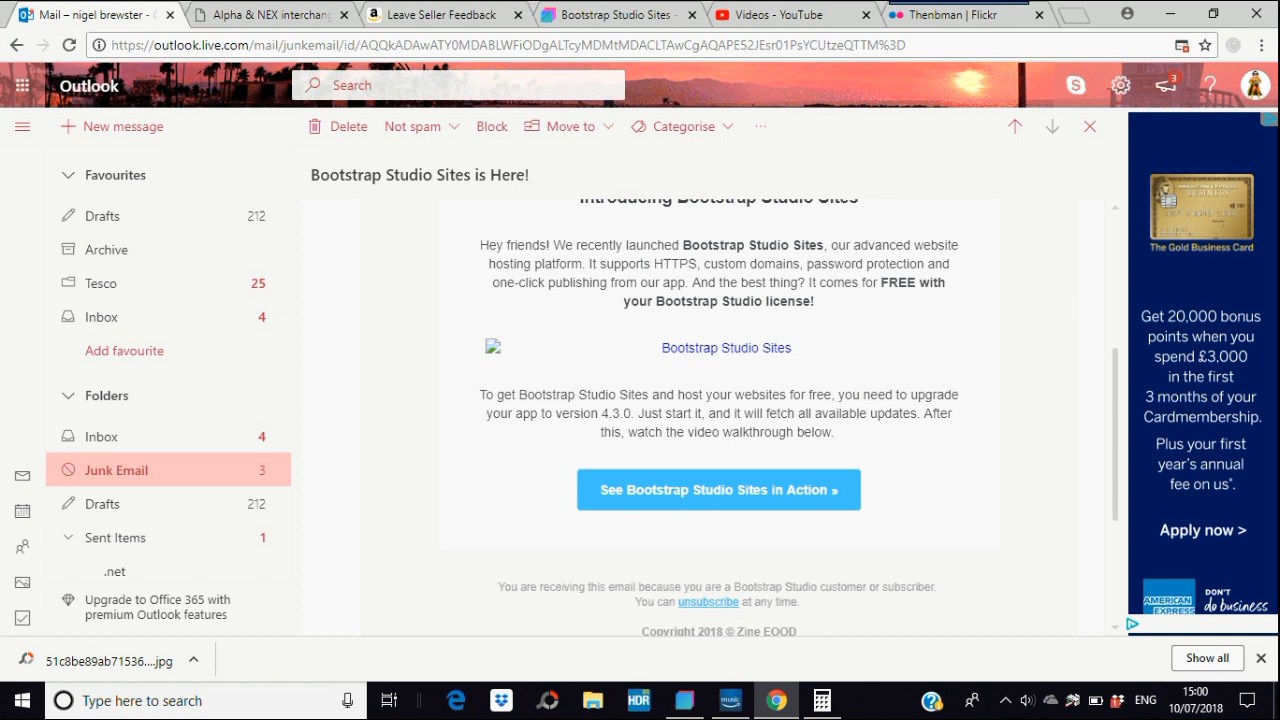 Mail – nigel brewster - O
Alpha & NEX interchang
Leave Seller Feedback
Bootstrap Studio Sites -
Videos - YouTube
Thenbman | Flickr
https://outlook.live.com/mail/junkemail/id/
Outlook
Search
3
New message
Delete
Not spam
Block
Move to
Categorise
Favourites
Drafts 212
Archive
Tesco 25
Inbox 4
Add favourite
Folders
Inbox 4
Junk Email 3
Drafts 212
Sent Items 1
.net
Upgrade to Office 365 with
premium Outlook features
Bootstrap Studio Sites is Here!
Introducing Bootstrap Studio Sites
Hey friends! We recently launched Bootstrap Studio Sites, our advanced website
hosting platform. It supports HTTPS, custom domains, password protection and
one-click publishing from our app. And the best thing? It comes for FREE with
your Bootstrap Studio license!
Bootstrap Studio Sites
To get Bootstrap Studio Sites and host your websites for free, you need to upgrade
your app to version 4.3.0. Just start it, and it will fetch all available updates. After
this, watch the video walkthrough below.
See Bootstrap Studio Sites in Action »
You are receiving this email because you are a Bootstrap Studio customer or subscriber.
You can unsubscribe at any time.
Copyright 2018 © Zine EOOD
AMERICAN EXPRESS
BUSINESS
The Gold Business Card
Get 20,000 bonus
points when you
spend £3,000
in the first
3 months of your
Cardmembership.
Plus your first
year's annual
fee on us*.
Apply now >
AMERICAN
EXPRESS
DON'T
do business
51c8be89ab71536....jpg
Show all
Type here to search
HDR
music
ENG
15:00
10/07/2018